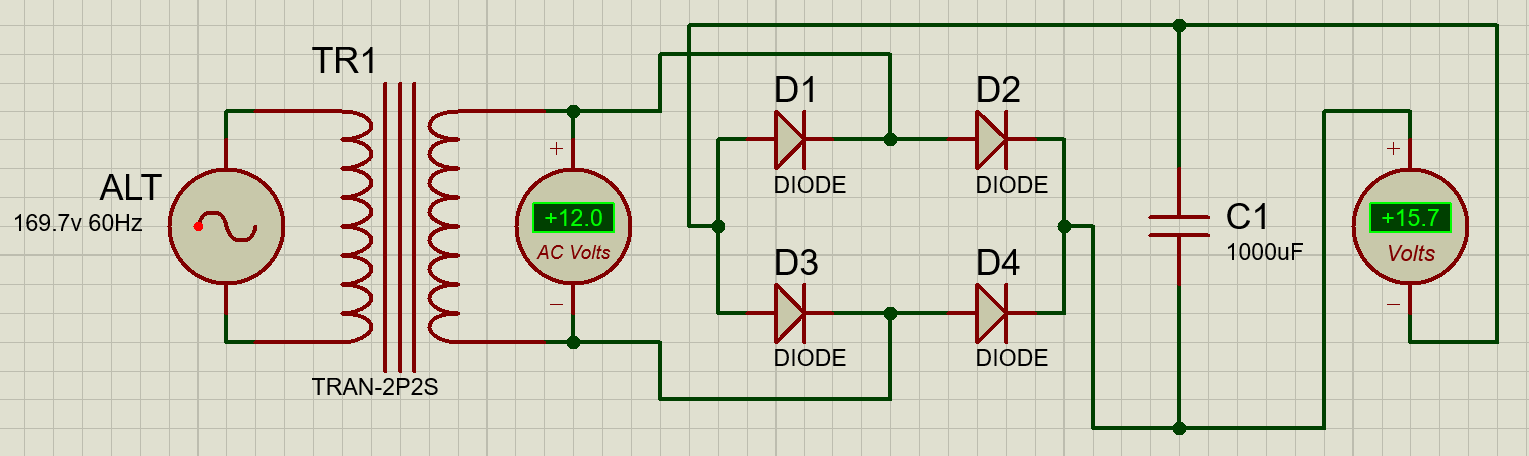 TR1
ALT
169.7v 60Hz
TRAN-2P2S
+
+12.0
AC Volts
−
D1
DIODE
D2
DIODE
D3
DIODE
D4
DIODE
C1
1000uF
+
+15.7
Volts
−